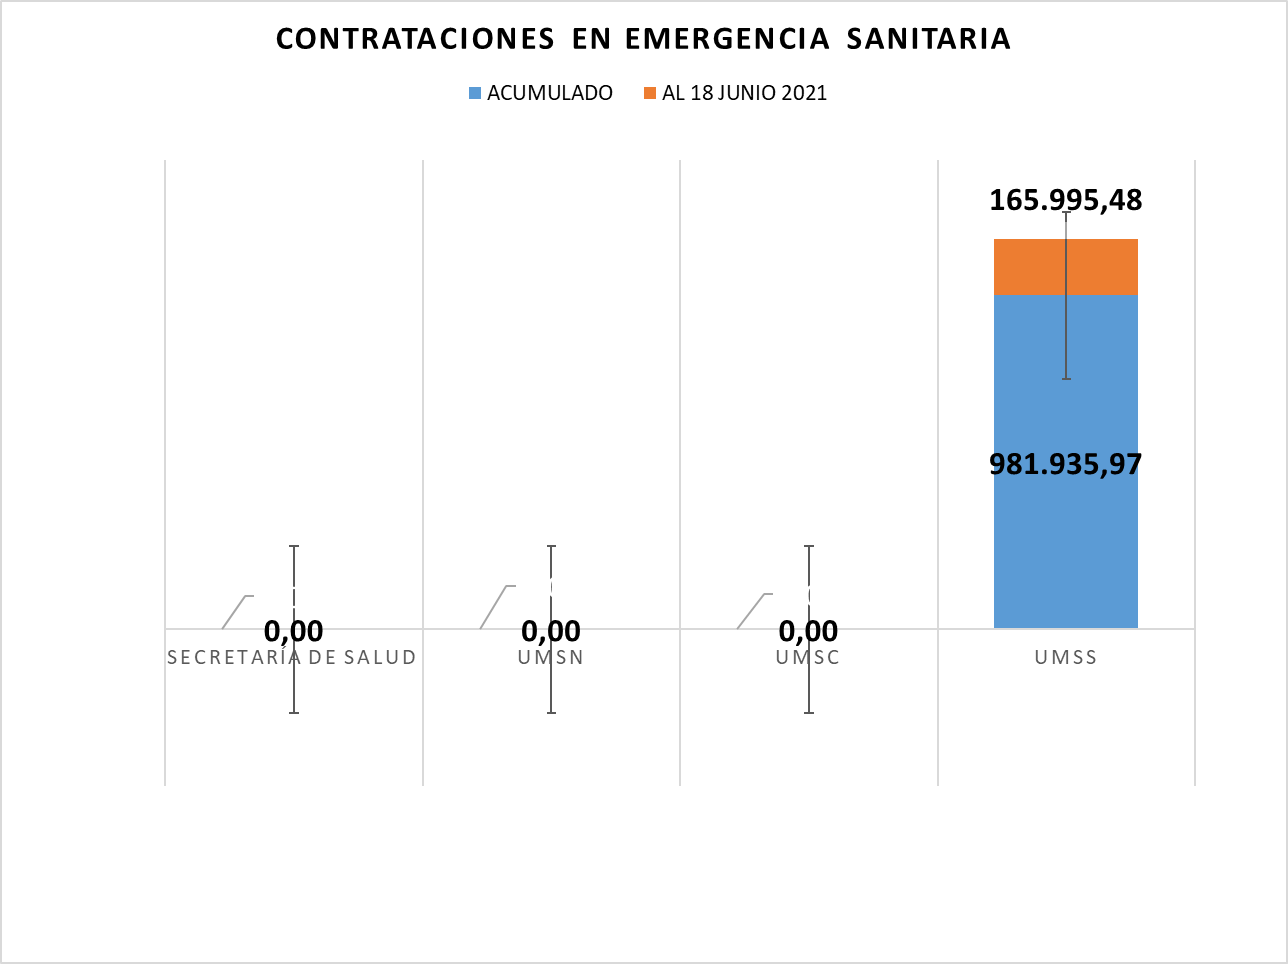 CONTRATACIONES EN EMERGENCIA SANITARIA
ACUMULADO AL 18 JUNIO 2021
165.995,48
981.935,97
0,00 0,00 0,00
SECRETARÍA DE SALUD UMSN UMSC UMSS